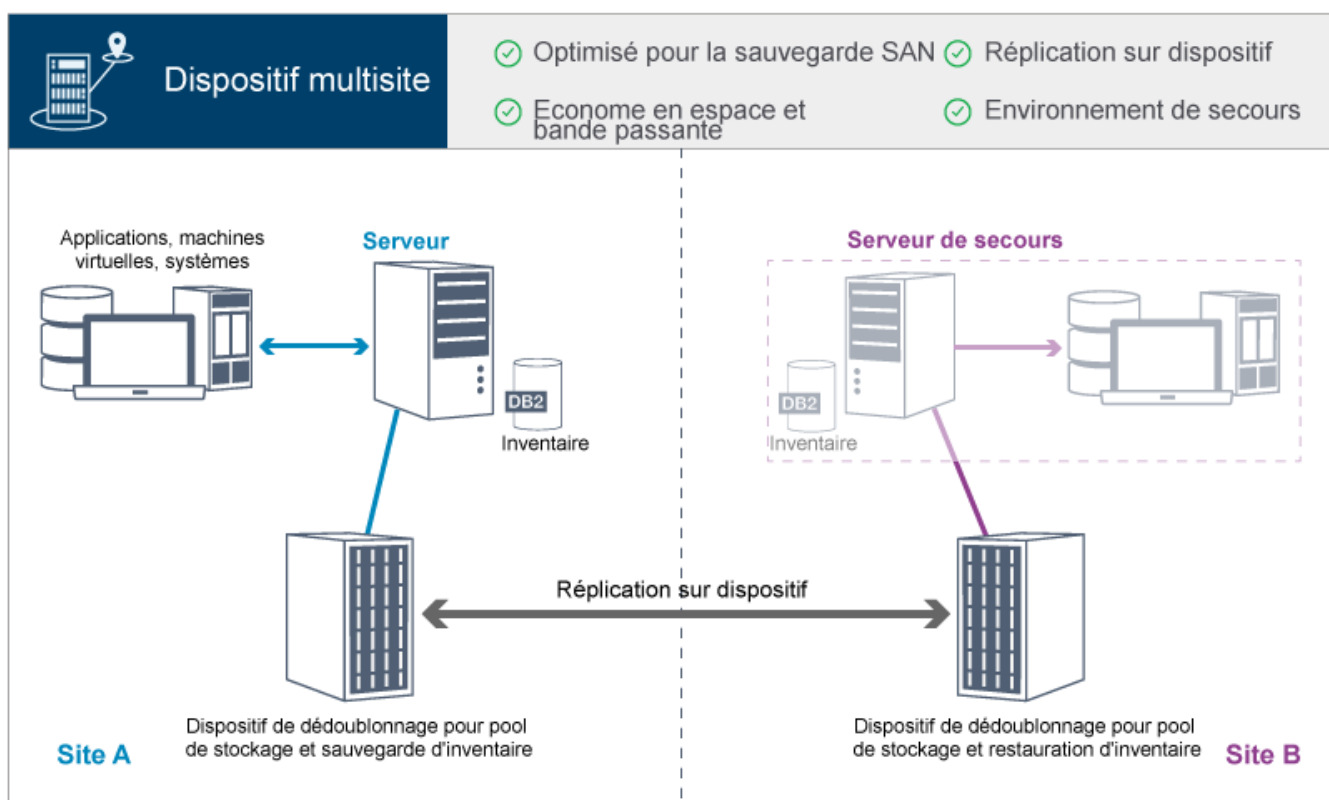 Dispositif multisite
Optimisé pour la sauvegarde SAN
Réplication sur dispositif
Econome en espace et
bande passante
Environnement de secours
Applications, machines
virtuelles, systèmes
Serveur
DB2
Inventaire
Serveur de secours
DB2
Inventaire
Réplication sur dispositif
Dispositif de dédoublonnage pour pool
de stockage et sauvegarde d'inventaire
Site A
Dispositif de dédoublonnage pour pool
de stockage et restauration d'inventaire
Site B